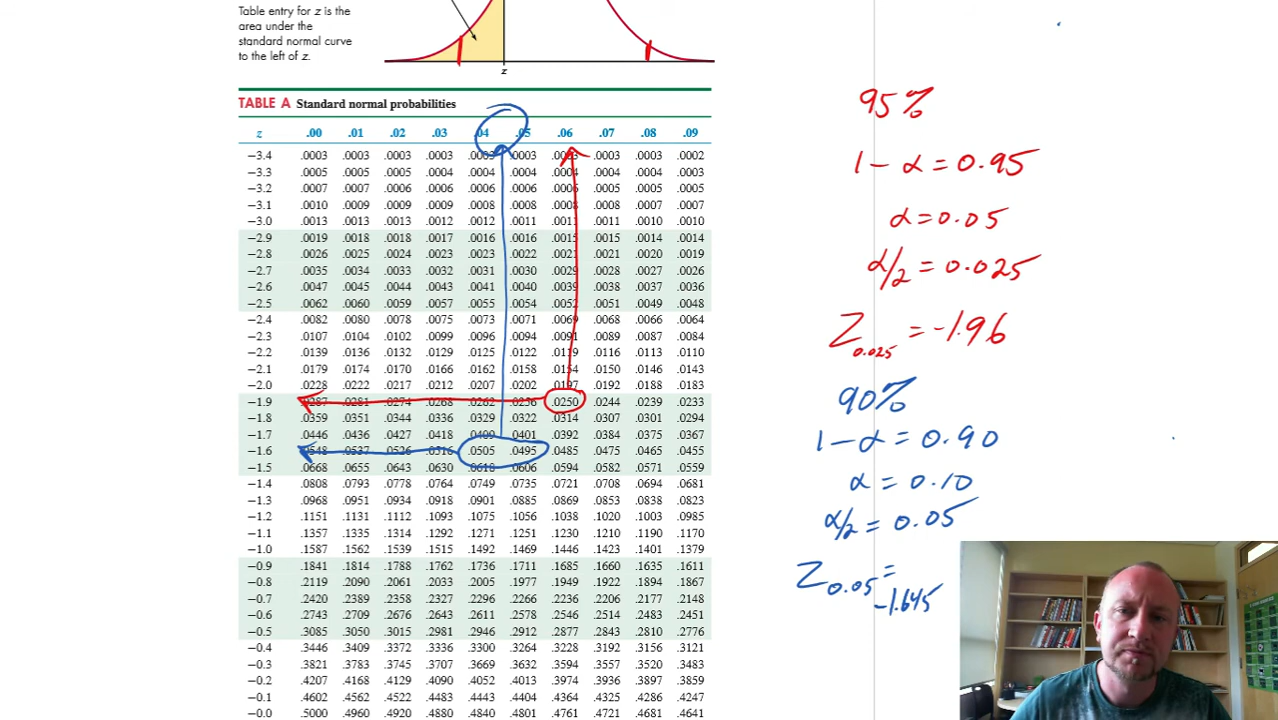 Table entry for z is the
area under the
standard normal curve
to the left of z.
z
TABLE A Standard normal probabilities
z .00 .01 .02 .03 .04 .05 .06 .07 .08 .09
−3.4 .0003 .0003 .0003 .0003 .0003 .0003 .0003 .0003 .0003 .0002
−3.3 .0005 .0005 .0005 .0004 .0004 .0004 .0004 .0004 .0004 .0003
−3.2 .0007 .0007 .0006 .0006 .0006 .0006 .0006 .0005 .0005 .0005
−3.1 .0010 .0009 .0009 .0009 .0008 .0008 .0008 .0008 .0007 .0007
−3.0 .0013 .0013 .0013 .0012 .0012 .0011 .0011 .0011 .0010 .0010
−2.9 .0019 .0018 .0018 .0017 .0016 .0016 .0015 .0015 .0014 .0014
−2.8 .0026 .0025 .0024 .0023 .0023 .0022 .0021 .0021 .0020 .0019
−2.7 .0035 .0034 .0033 .0032 .0031 .0030 .0029 .0028 .0027 .0026
−2.6 .0047 .0045 .0044 .0043 .0041 .0040 .0039 .0038 .0037 .0036
−2.5 .0062 .0060 .0059 .0057 .0055 .0054 .0052 .0051 .0049 .0048
−2.4 .0082 .0080 .0078 .0075 .0073 .0071 .0069 .0068 .0066 .0064
−2.3 .0107 .0104 .0102 .0099 .0096 .0094 .0091 .0089 .0087 .0084
−2.2 .0139 .0136 .0132 .0129 .0125 .0122 .0119 .0116 .0113 .0110
−2.1 .0179 .0174 .0170 .0166 .0162 .0158 .0154 .0150 .0146 .0143
−2.0 .0228 .0222 .0217 .0212 .0207 .0202 .0197 .0192 .0188 .0183
−1.9 .0287 .0281 .0274 .0268 .0262 .0256 .0250 .0244 .0239 .0233
−1.8 .0359 .0351 .0344 .0336 .0329 .0322 .0314 .0307 .0301 .0294
−1.7 .0446 .0436 .0427 .0418 .0409 .0401 .0392 .0384 .0375 .0367
−1.6 .0548 .0537 .0526 .0516 .0505 .0495 .0485 .0475 .0465 .0455
−1.5 .0668 .0655 .0643 .0630 .0618 .0606 .0594 .0582 .0571 .0559
−1.4 .0808 .0793 .0778 .0764 .0749 .0735 .0721 .0708 .0694 .0681
−1.3 .0968 .0951 .0934 .0918 .0901 .0885 .0869 .0853 .0838 .0823
−1.2 .1151 .1131 .1112 .1093 .1075 .1056 .1038 .1020 .1003 .0985
−1.1 .1357 .1335 .1314 .1292 .1271 .1251 .1230 .1210 .1190 .1170
−1.0 .1587 .1562 .1539 .1515 .1492 .1469 .1446 .1423 .1401 .1379
−0.9 .1841 .1814 .1788 .1762 .1736 .1711 .1685 .1660 .1635 .1611
−0.8 .2119 .2090 .2061 .2033 .2005 .1977 .1949 .1922 .1894 .1867
−0.7 .2420 .2389 .2358 .2327 .2296 .2266 .2236 .2206 .2177 .2148
−0.6 .2743 .2709 .2676 .2643 .2611 .2578 .2546 .2514 .2483 .2451
−0.5 .3085 .3050 .3015 .2981 .2946 .2912 .2877 .2843 .2810 .2776
−0.4 .3446 .3409 .3372 .3336 .3300 .3264 .3228 .3192 .3156 .3121
−0.3 .3821 .3783 .3745 .3707 .3669 .3632 .3594 .3557 .3520 .3483
−0.2 .4207 .4168 .4129 .4090 .4052 .4013 .3974 .3936 .3897 .3859
−0.1 .4602 .4562 .4522 .4483 .4443 .4404 .4364 .4325 .4286 .4247
−0.0 .5000 .4960 .4920 .4880 .4840 .4801 .4761 .4721 .4681 .4641
95%
1 - α = 0.95
α = 0.05
α/2 = 0.025
Z0.025 = -1.96
90%
1 - α = 0.90
α = 0.10
α/2 = 0.05
Z0.05 =
-1.645